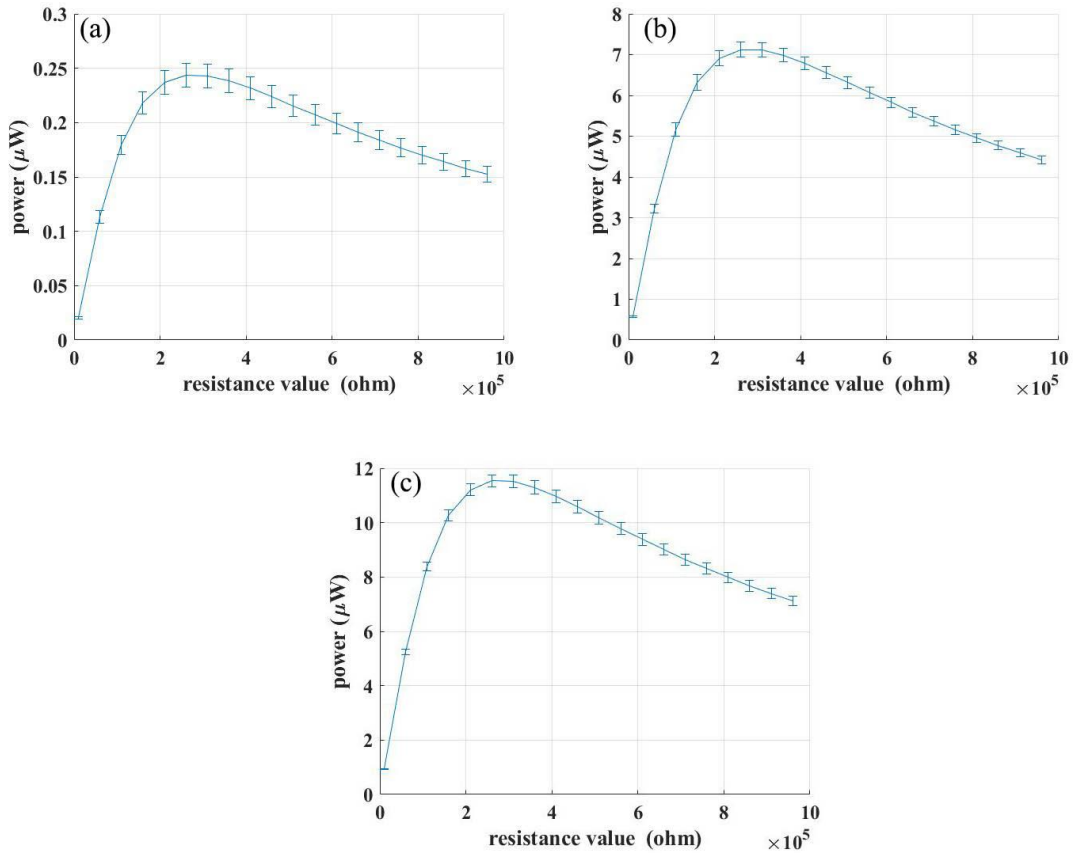 (a)
0.3
0.25
0.2
0.15
0.1
0.05
0
power (μW)
0 2 4 6 8 10
resistance value (ohm) ×10⁵
(b)
8
7
6
5
4
3
2
1
0
power (μW)
0 2 4 6 8 10
resistance value (ohm) ×10⁵
(c)
12
10
8
6
4
2
0
power (μW)
0 2 4 6 8 10
resistance value (ohm) ×10⁵